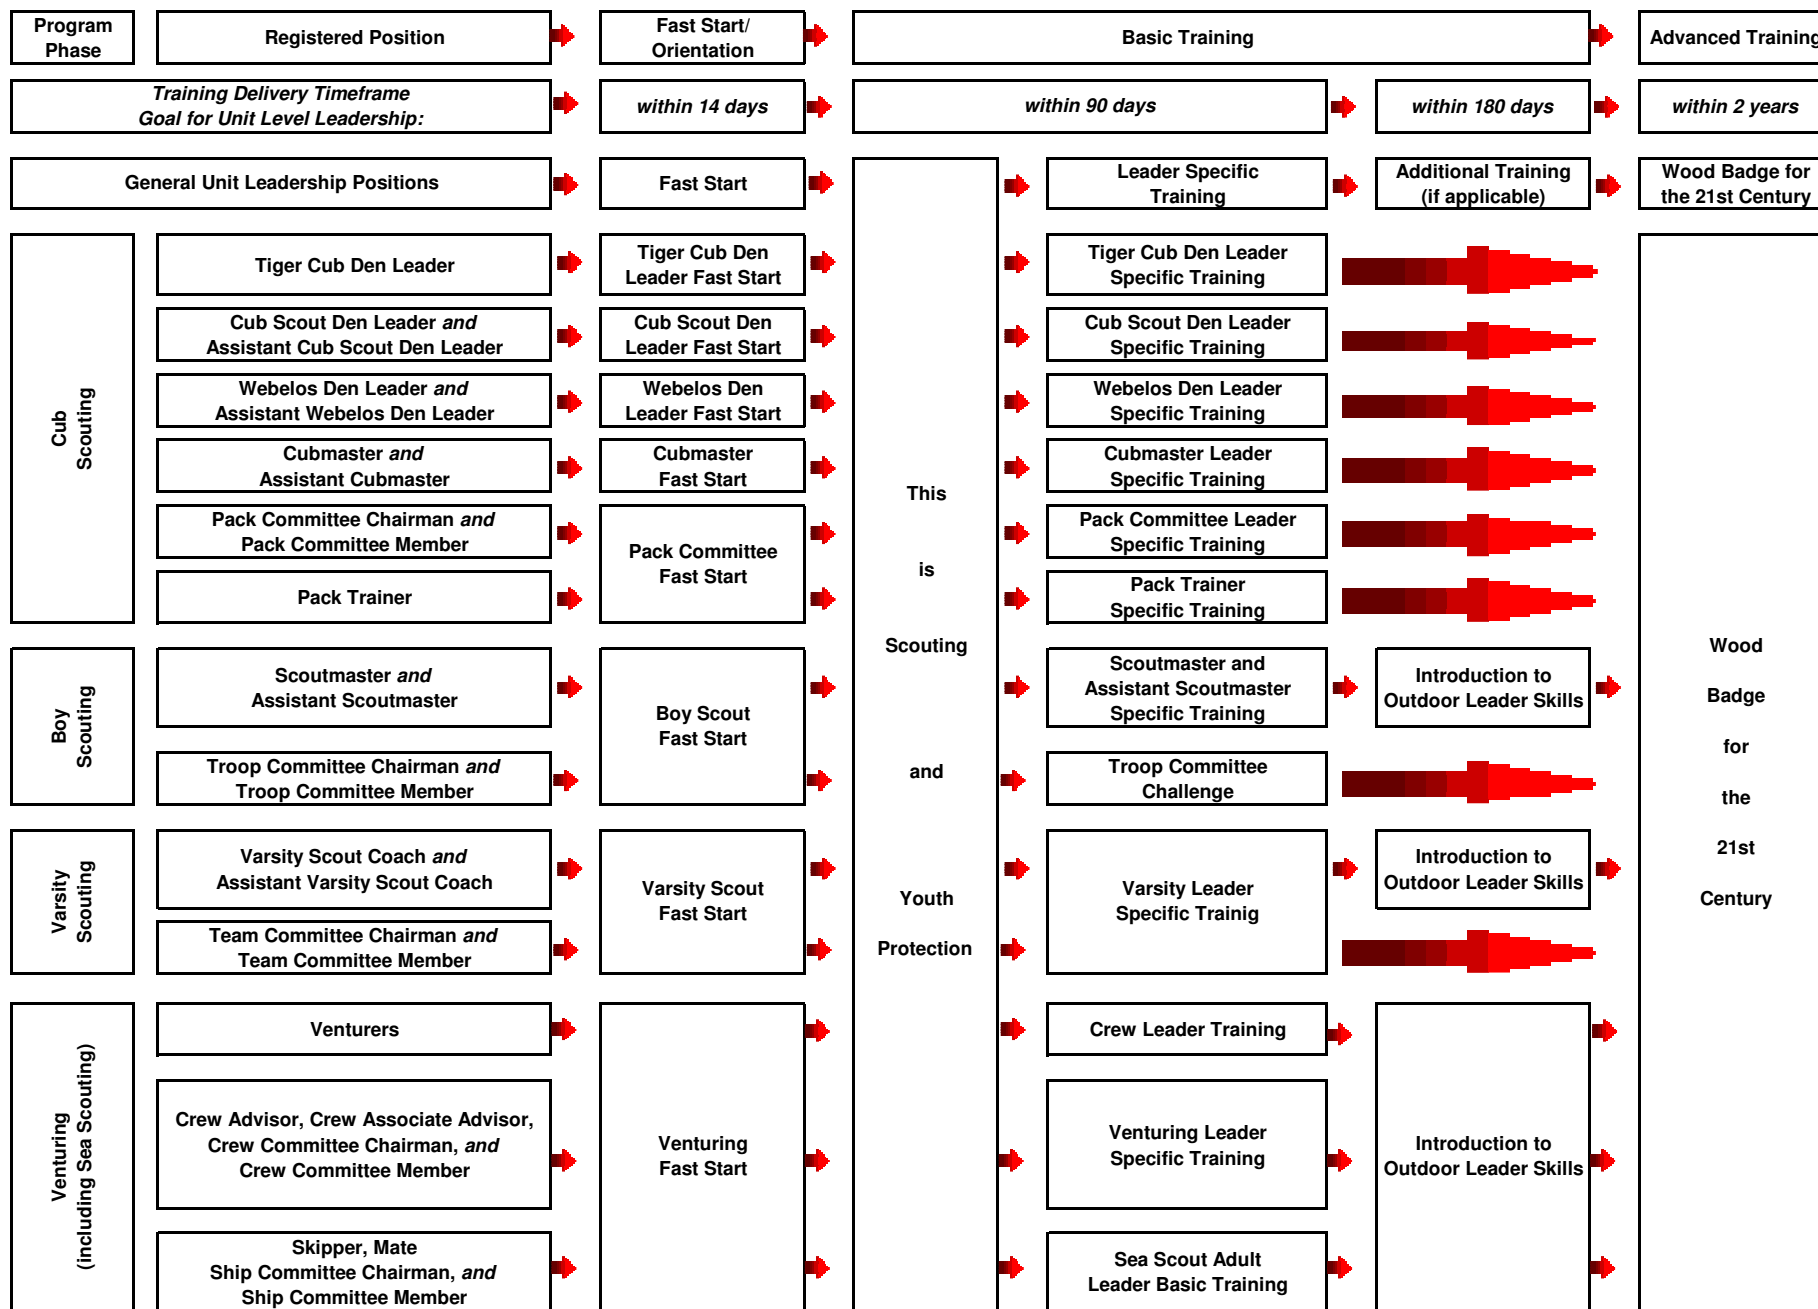 Program
Phase
Registered Position
Fast Start/
Orientation
Basic Training
Advanced Training
Training Delivery Timeframe
Goal for Unit Level Leadership:
within 14 days
within 90 days
within 180 days
within 2 years
General Unit Leadership Positions
Fast Start
Leader Specific
Training
Additional Training
(if applicable)
Wood Badge for
the 21st Century
Cub
Scouting
Tiger Cub Den Leader
Tiger Cub Den
Leader Fast Start
Tiger Cub Den Leader
Specific Training
Cub Scout Den Leader and
Assistant Cub Scout Den Leader
Cub Scout Den
Leader Fast Start
Cub Scout Den Leader
Specific Training
Webelos Den Leader and
Assistant Webelos Den Leader
Webelos Den
Leader Fast Start
Webelos Den Leader
Specific Training
Cubmaster and
Assistant Cubmaster
Cubmaster
Fast Start
Cubmaster Leader
Specific Training
Pack Committee Chairman and
Pack Committee Member
Pack Committee
Fast Start
Pack Committee Leader
Specific Training
Pack Trainer
Pack Trainer
Specific Training
This
is
Scouting
and
Youth
Protection
Boy
Scouting
Scoutmaster and
Assistant Scoutmaster
Boy Scout
Fast Start
Scoutmaster and
Assistant Scoutmaster
Specific Training
Introduction to
Outdoor Leader Skills
Troop Committee Chairman and
Troop Committee Member
Troop Committee
Challenge
Varsity
Scouting
Varsity Scout Coach and
Assistant Varsity Scout Coach
Varsity Scout
Fast Start
Varsity Leader
Specific Trainig
Introduction to
Outdoor Leader Skills
Team Committee Chairman and
Team Committee Member
Wood
Badge
for
the
21st
Century
Venturing
(including Sea Scouting)
Venturers
Venturing
Fast Start
Crew Leader Training
Introduction to
Outdoor Leader Skills
Crew Advisor, Crew Associate Advisor,
Crew Committee Chairman, and
Crew Committee Member
Venturing Leader
Specific Training
Skipper, Mate
Ship Committee Chairman, and
Ship Committee Member
Sea Scout Adult
Leader Basic Training